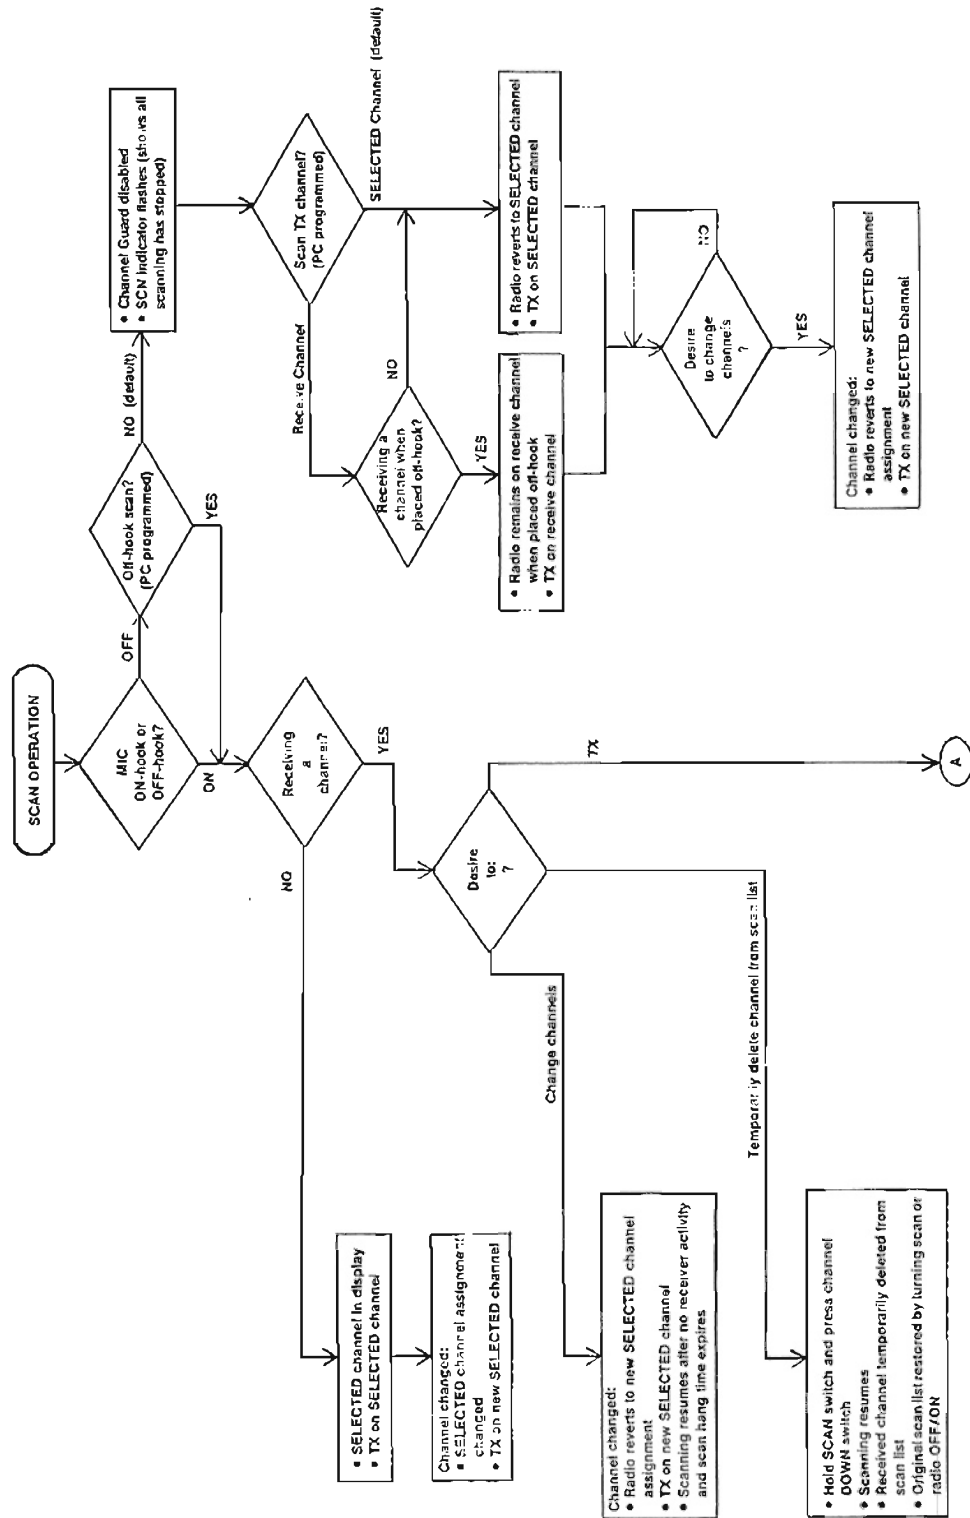 SCAN OPERATION
MIC
ON-hook or
OFF-hook?
OFF
ON
Off-hook scan?
(PC programmed)
NO (default)
YES
• Channel Guard disabled
• SCN indicator flashes (shows all
scanning has stopped)
Scan TX channel?
(PC programmed)
Receive Channel
SELECTED Channel (default)
Receiving a
channel when
placed off-hook?
NO
YES
• Radio remains on receive channel
when placed off-hook
• TX on receive channel
• Radio reverts to SELECTED channel
• TX on SELECTED channel
Desire
to change
channels
?
NO
YES
Channel changed:
• Radio reverts to new SELECTED channel
assignment
• TX on new SELECTED channel
Receiving
a
channel?
NO
YES
• SELECTED channel in display
• TX on SELECTED channel
Channel changed:
• SELECTED channel assignment
changed
• TX on new SELECTED channel
Desire
to:
?
Change channels
TX
Temporarily delete channel from scan list
A
Channel changed:
• Radio reverts to new SELECTED channel
assignment
• TX on new SELECTED channel
• Scanning resumes after no receiver activity
and scan hang time expires
• Hold SCAN switch and press channel
DOWN switch
• Scanning resumes
• Received channel temporarily deleted from
scan list
• Original scan list restored by turning scan or
radio OFF/ON